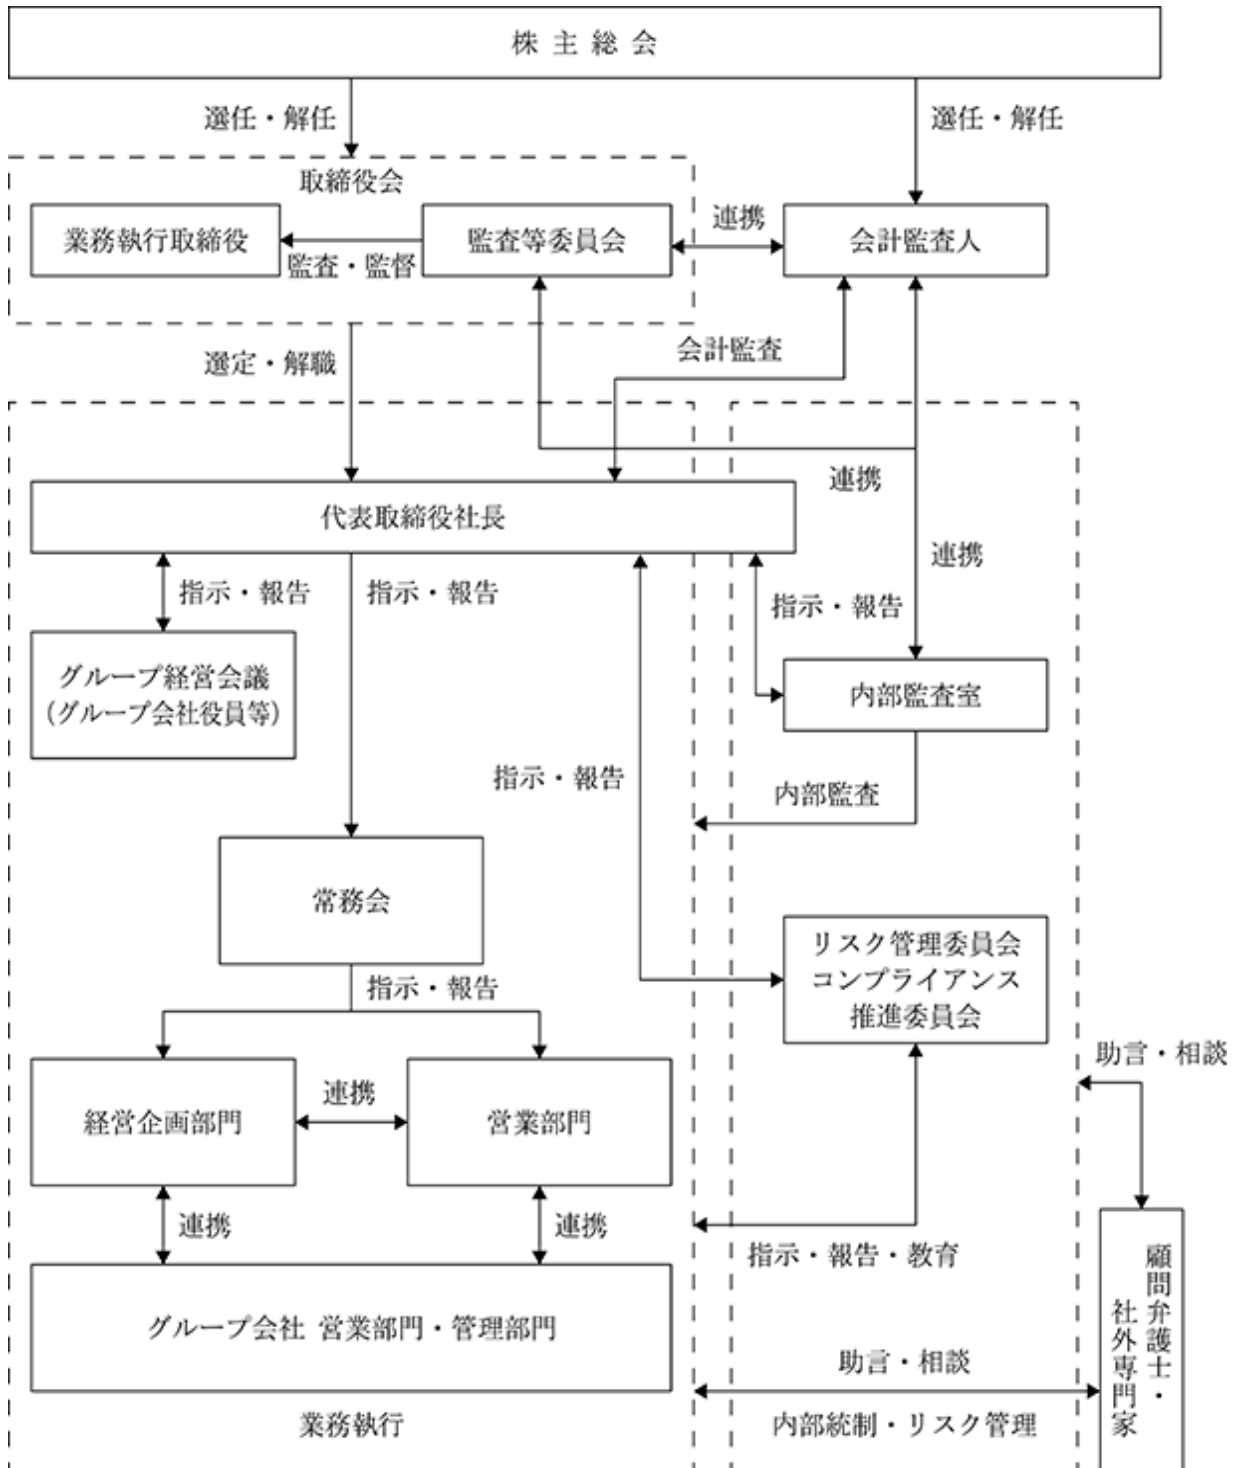 株主総会
選任・解任
選任・解任
取締役会
業務執行取締役
監査・監督
監査等委員会
連携
会計監査人
選定・解職
会計監査
連携
代表取締役社長
連携
指示・報告
指示・報告
指示・報告
グループ経営会議
(グループ会社役員等)
内部監査室
指示・報告
内部監査
常務会
リスク管理委員会
コンプライアンス
推進委員会
指示・報告
助言・相談
経営企画部門
連携
営業部門
連携
連携
指示・報告・教育
グループ会社 営業部門・管理部門
顧問弁護士・
社外専門家
助言・相談
業務執行
内部統制・リスク管理